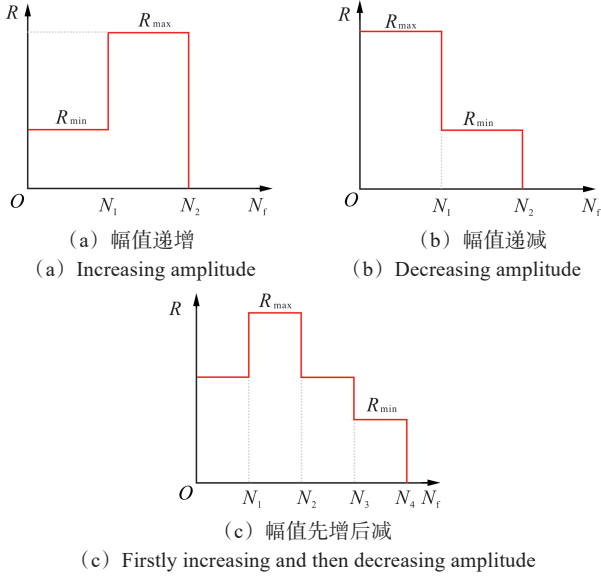 R
R max
R min
O
N1
N2
Nf
(a) 幅值递增
(a) Increasing amplitude
R
R max
R min
O
N1
N2
Nf
(b) 幅值递减
(b) Decreasing amplitude
R
R max
R min
O
N1
N2
N3
N4
Nf
(c) 幅值先增后减
(c) Firstly increasing and then decreasing amplitude